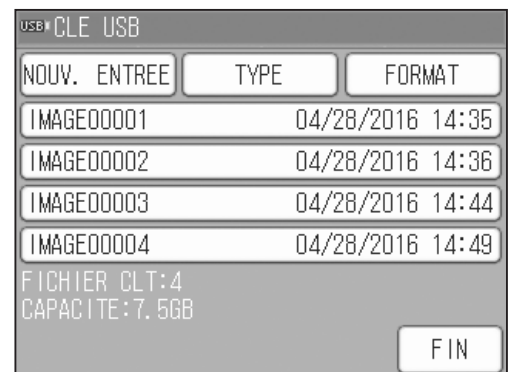 USB CLE USB
NOUV. ENTREE TYPE FORMAT
IMAGE00001 04/28/2016 14:35
IMAGE00002 04/28/2016 14:36
IMAGE00003 04/28/2016 14:44
IMAGE00004 04/28/2016 14:49
FICHIER CLT:4
CAPACITE:7.5GB
FIN